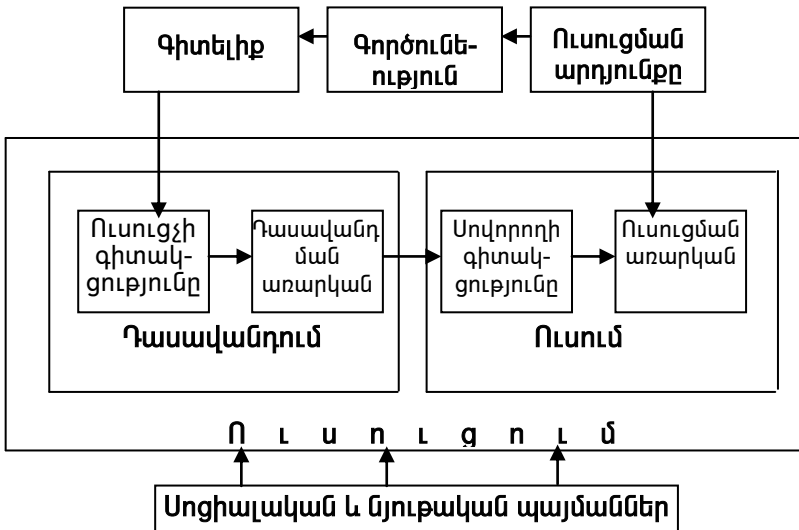 Գիտելիք
Գործունե-
ություն
Ուսուցման
արդյունքը
Ուսուցչի
գիտակ-
ցությունը
Դասավանդ
ման
առարկան
Սովորողի
գիտակ-
ցությունը
Ուսուցման
առարկան
Դասավանդում
Ուսում
Ո ւ ս ո ւ ց ո ւ մ
Սոցիալական և նյութական պայմաններ